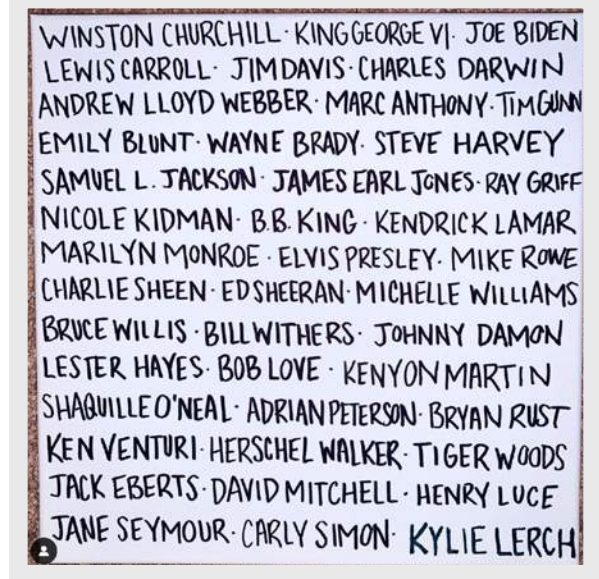 WINSTON CHURCHILL · KING GEORGE VI · JOE BIDEN
LEWIS CARROLL · JIM DAVIS · CHARLES DARWIN
ANDREW LLOYD WEBBER · MARC ANTHONY · TIM GUNN
EMILY BLUNT · WAYNE BRADY · STEVE HARVEY
SAMUEL L. JACKSON · JAMES EARL JONES · RAY GRIFF
NICOLE KIDMAN · B.B. KING · KENDRICK LAMAR
MARILYN MONROE · ELVIS PRESLEY · MIKE ROWE
CHARLIE SHEEN · ED SHEERAN · MICHELLE WILLIAMS
BRUCE WILLIS · BILL WITHERS · JOHNNY DAMON
LESTER HAYES · BOB LOVE · KENYON MARTIN
SHAQUILLE O'NEAL · ADRIAN PETERSON · BRYAN RUST
KEN VENTURI · HERSCHEL WALKER · TIGER WOODS
JACK EBERTS · DAVID MITCHELL · HENRY LUCE
JANE SEYMOUR · CARLY SIMON · KYLIE LERCH